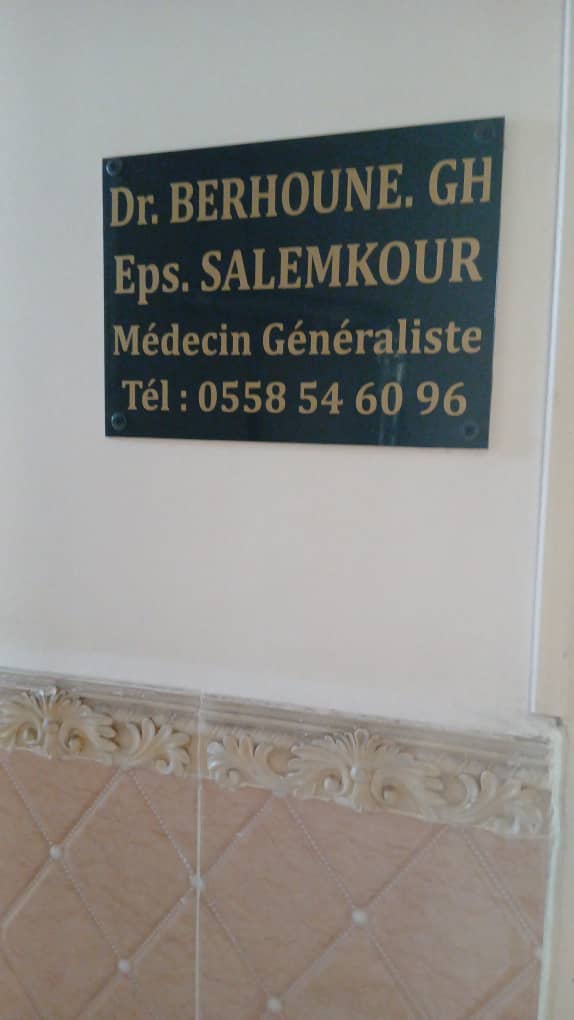 Dr. BERHOUNE. GH
Eps. SALEMKOUR
Médecin Généraliste
Tél : 0558 54 60 96